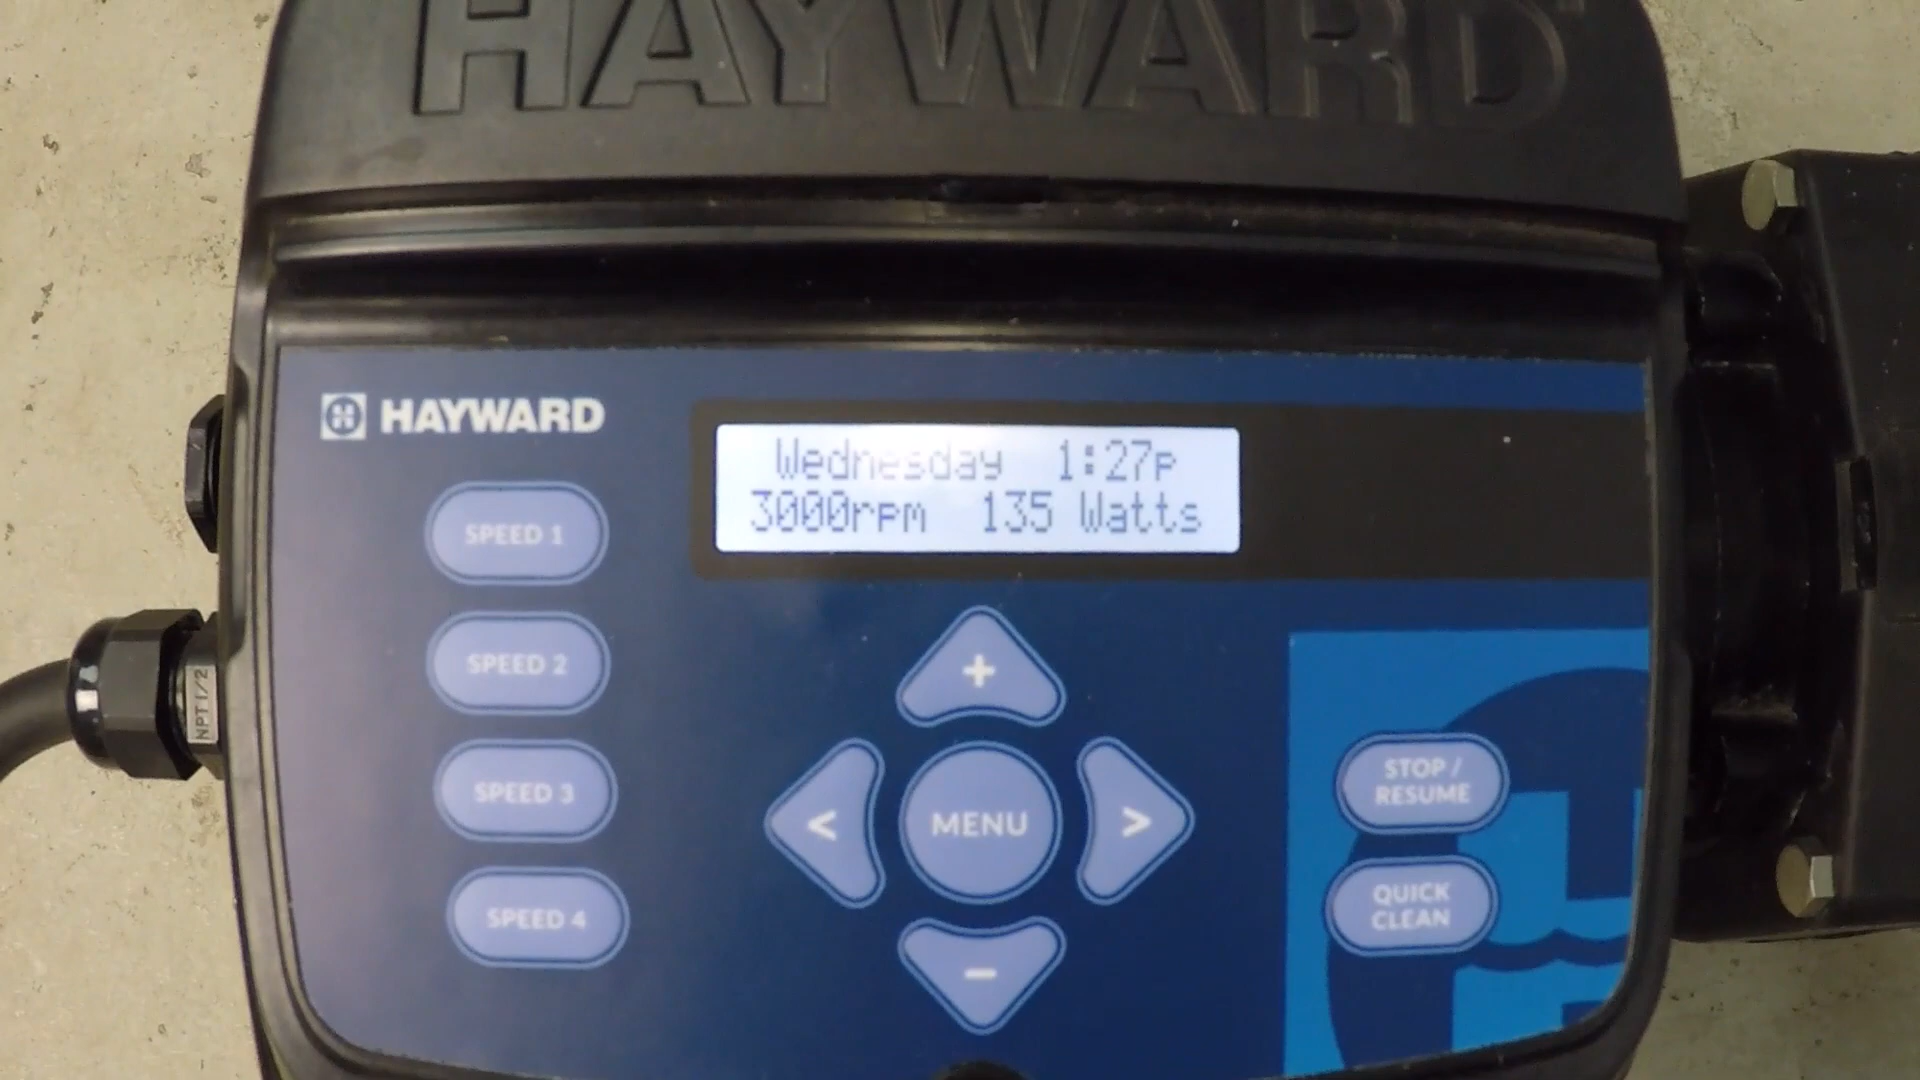 HAYWARD
HAYWARD
Wednesday 1:27p
3000rpm 135 Watts
SPEED 1
SPEED 2
SPEED 3
SPEED 4
+
<
MENU
>
-
STOP /
RESUME
QUICK
CLEAN
NPT 1/2